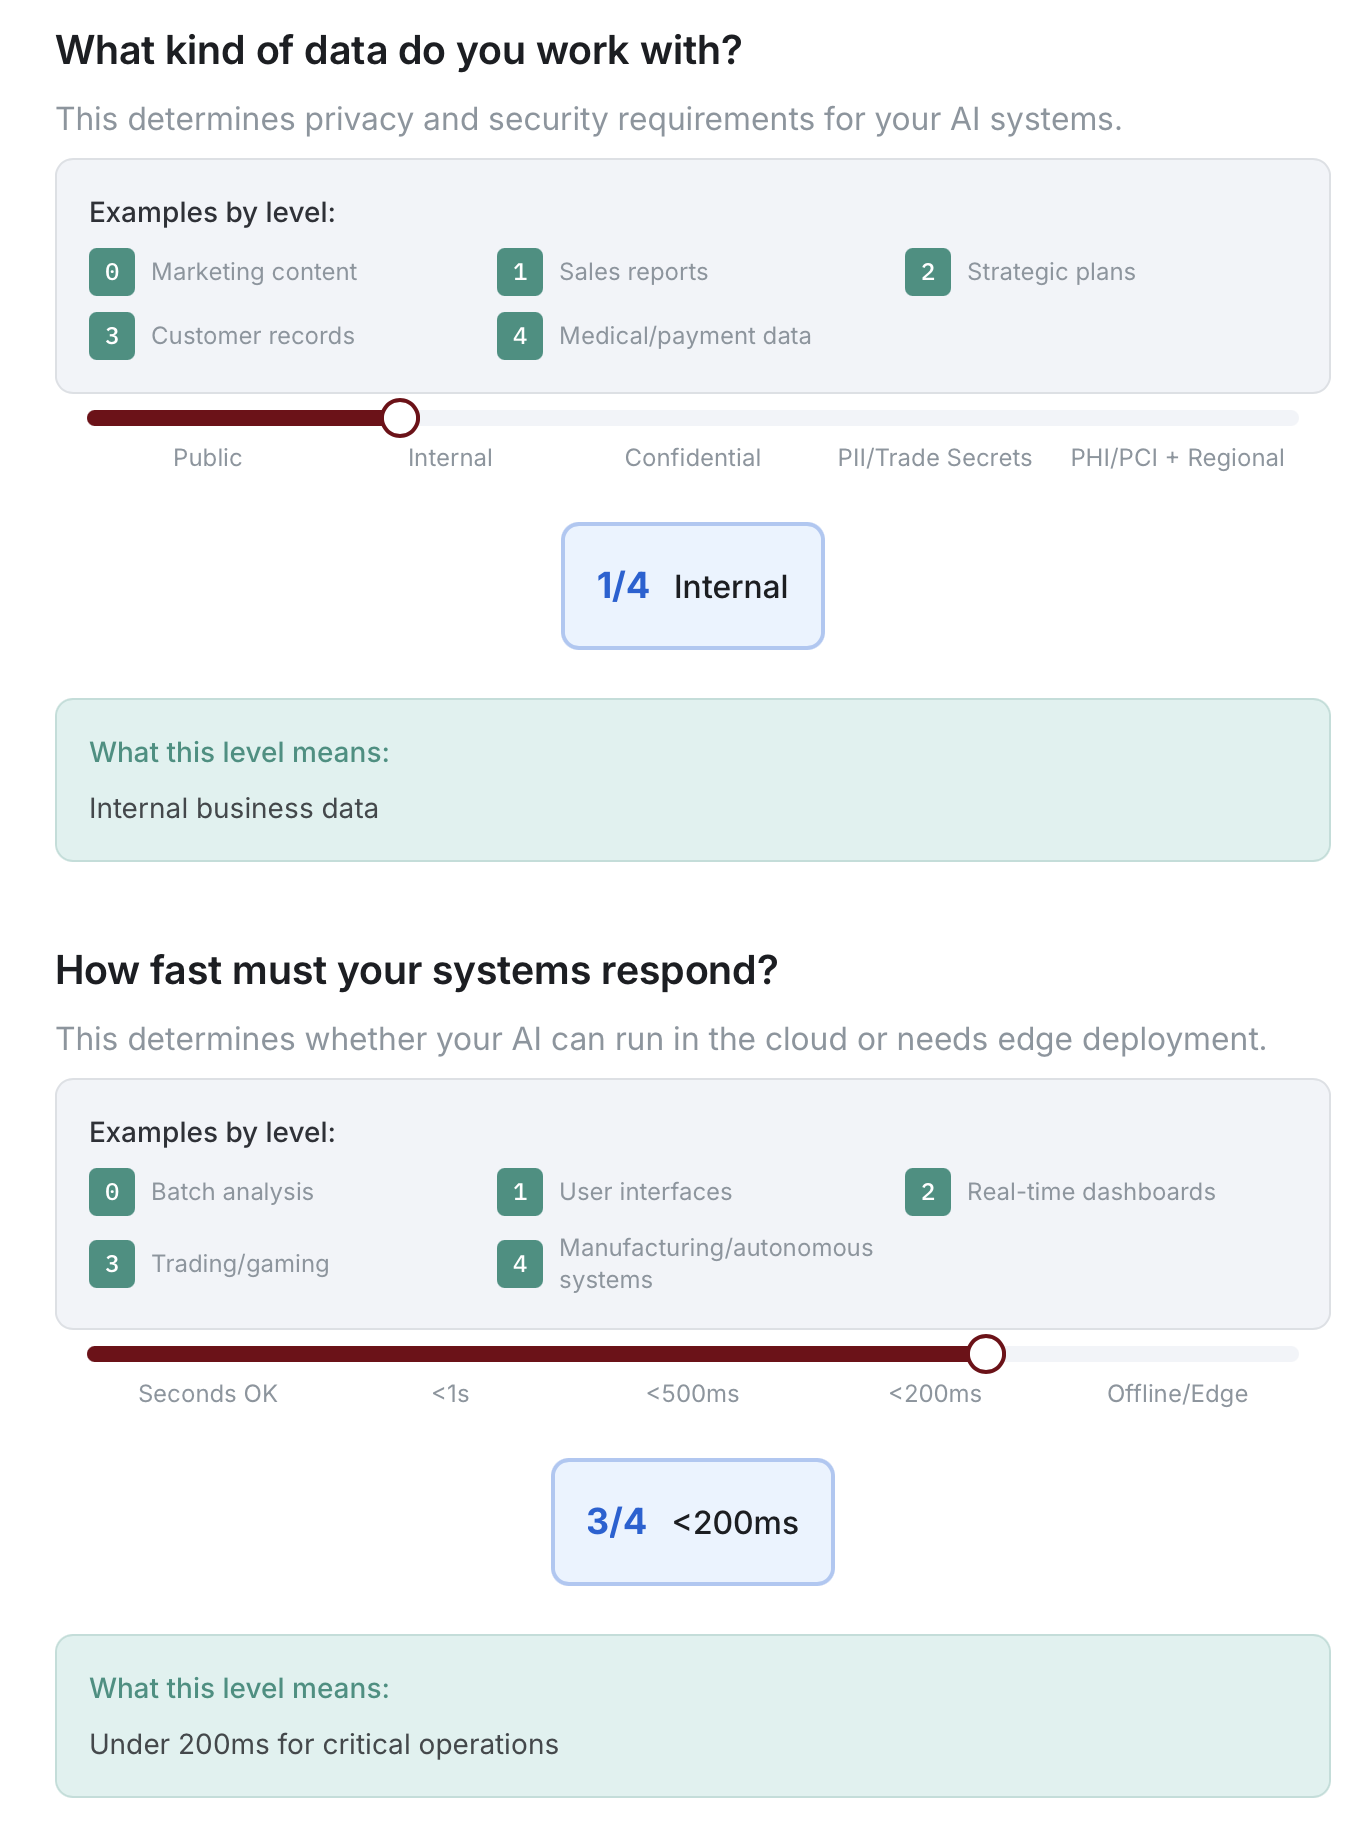 What kind of data do you work with?
This determines privacy and security requirements for your AI systems.
Examples by level:
0 Marketing content
1 Sales reports
2 Strategic plans
3 Customer records
4 Medical/payment data
Public Internal Confidential PII/Trade Secrets PHI/PCI + Regional
1/4 Internal
What this level means:
Internal business data
How fast must your systems respond?
This determines whether your AI can run in the cloud or needs edge deployment.
Examples by level:
0 Batch analysis
1 User interfaces
2 Real-time dashboards
3 Trading/gaming
4 Manufacturing/autonomous
systems
Seconds OK <1s <500ms <200ms Offline/Edge
3/4 <200ms
What this level means:
Under 200ms for critical operations